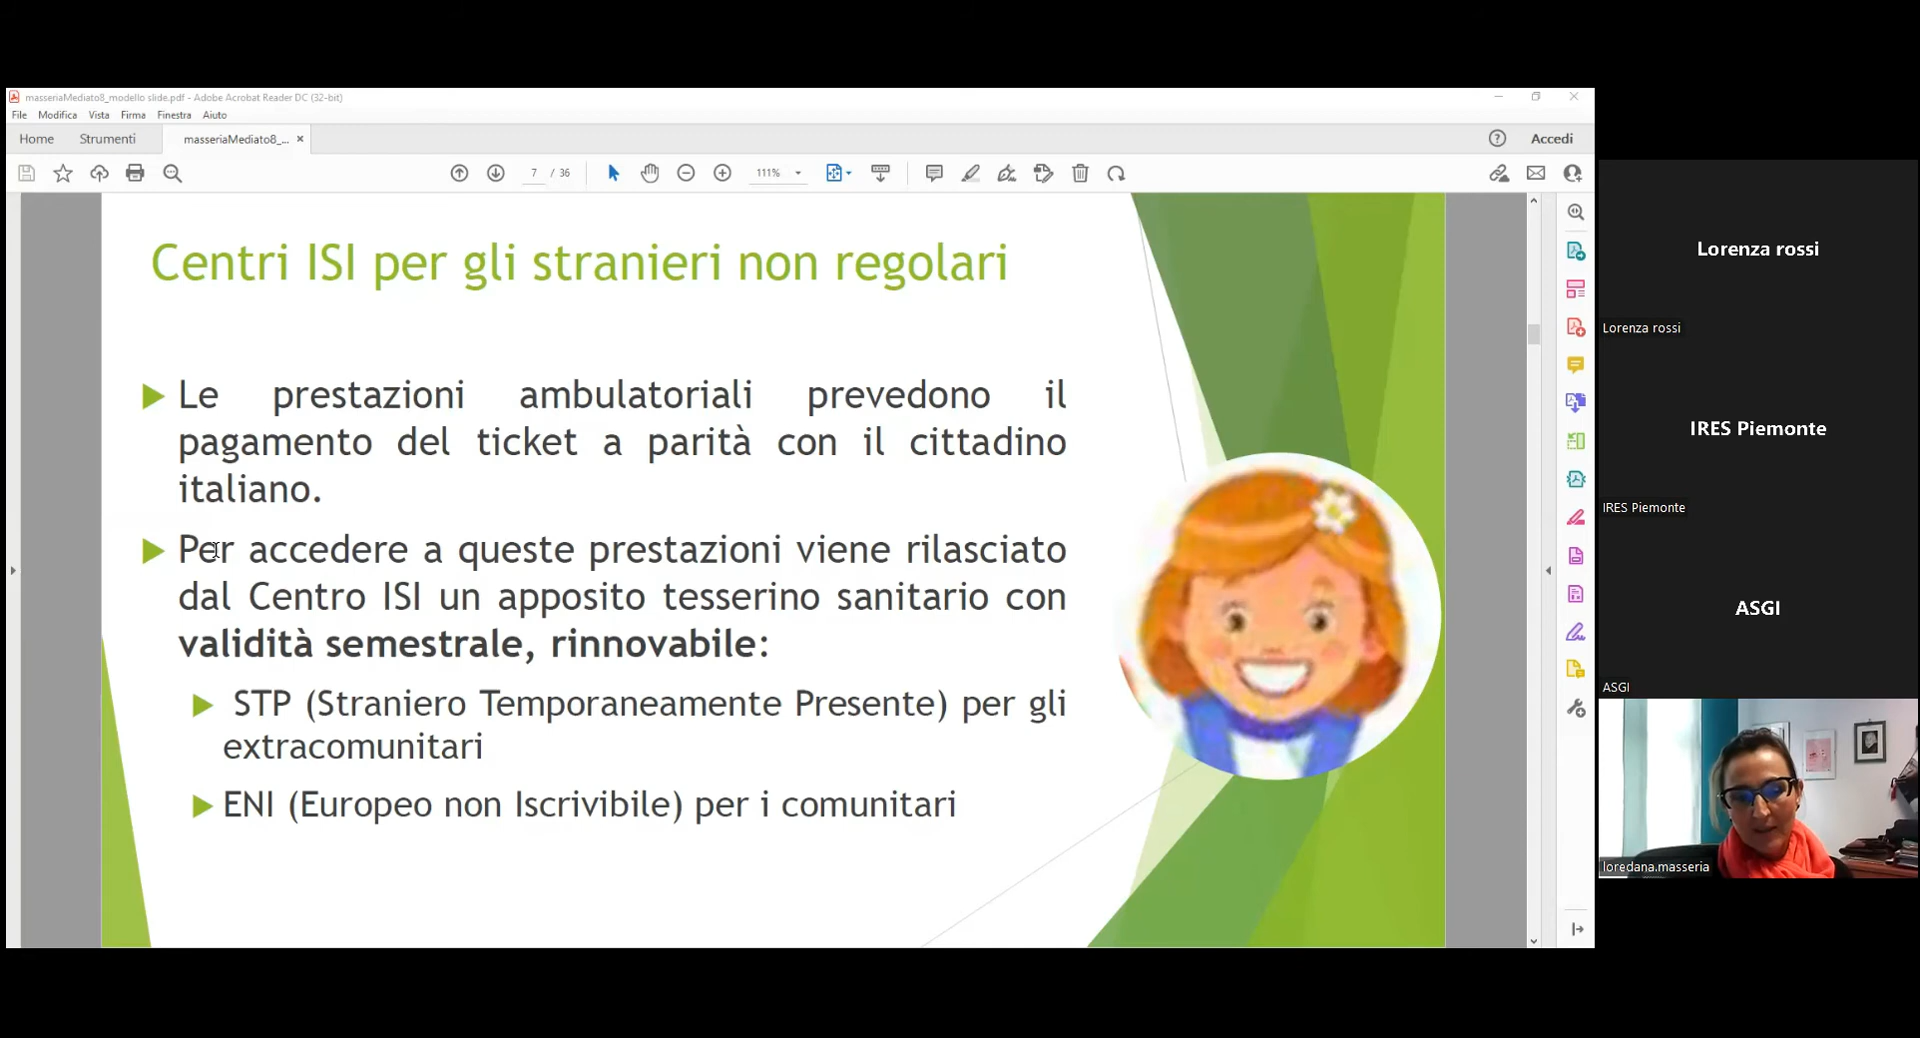 masseriaMediato8_modello slide.pdf - Adobe Acrobat Reader DC (32-bit)
File Modifica Vista Firma Finestra Aiuto
Home Strumenti masseriaMediato8_... × Accedi
7 / 36 111%
Centri ISI per gli stranieri non regolari
Le prestazioni ambulatoriali prevedono il
pagamento del ticket a parità con il cittadino
italiano.
Per accedere a queste prestazioni viene rilasciato
dal Centro ISI un apposito tesserino sanitario con
validità semestrale, rinnovabile:
STP (Straniero Temporaneamente Presente) per gli
extracomunitari
ENI (Europeo non Iscrivibile) per i comunitari
Lorenza rossi
Lorenza rossi
IRES Piemonte
IRES Piemonte
ASGI
ASGI
loredana.masseria